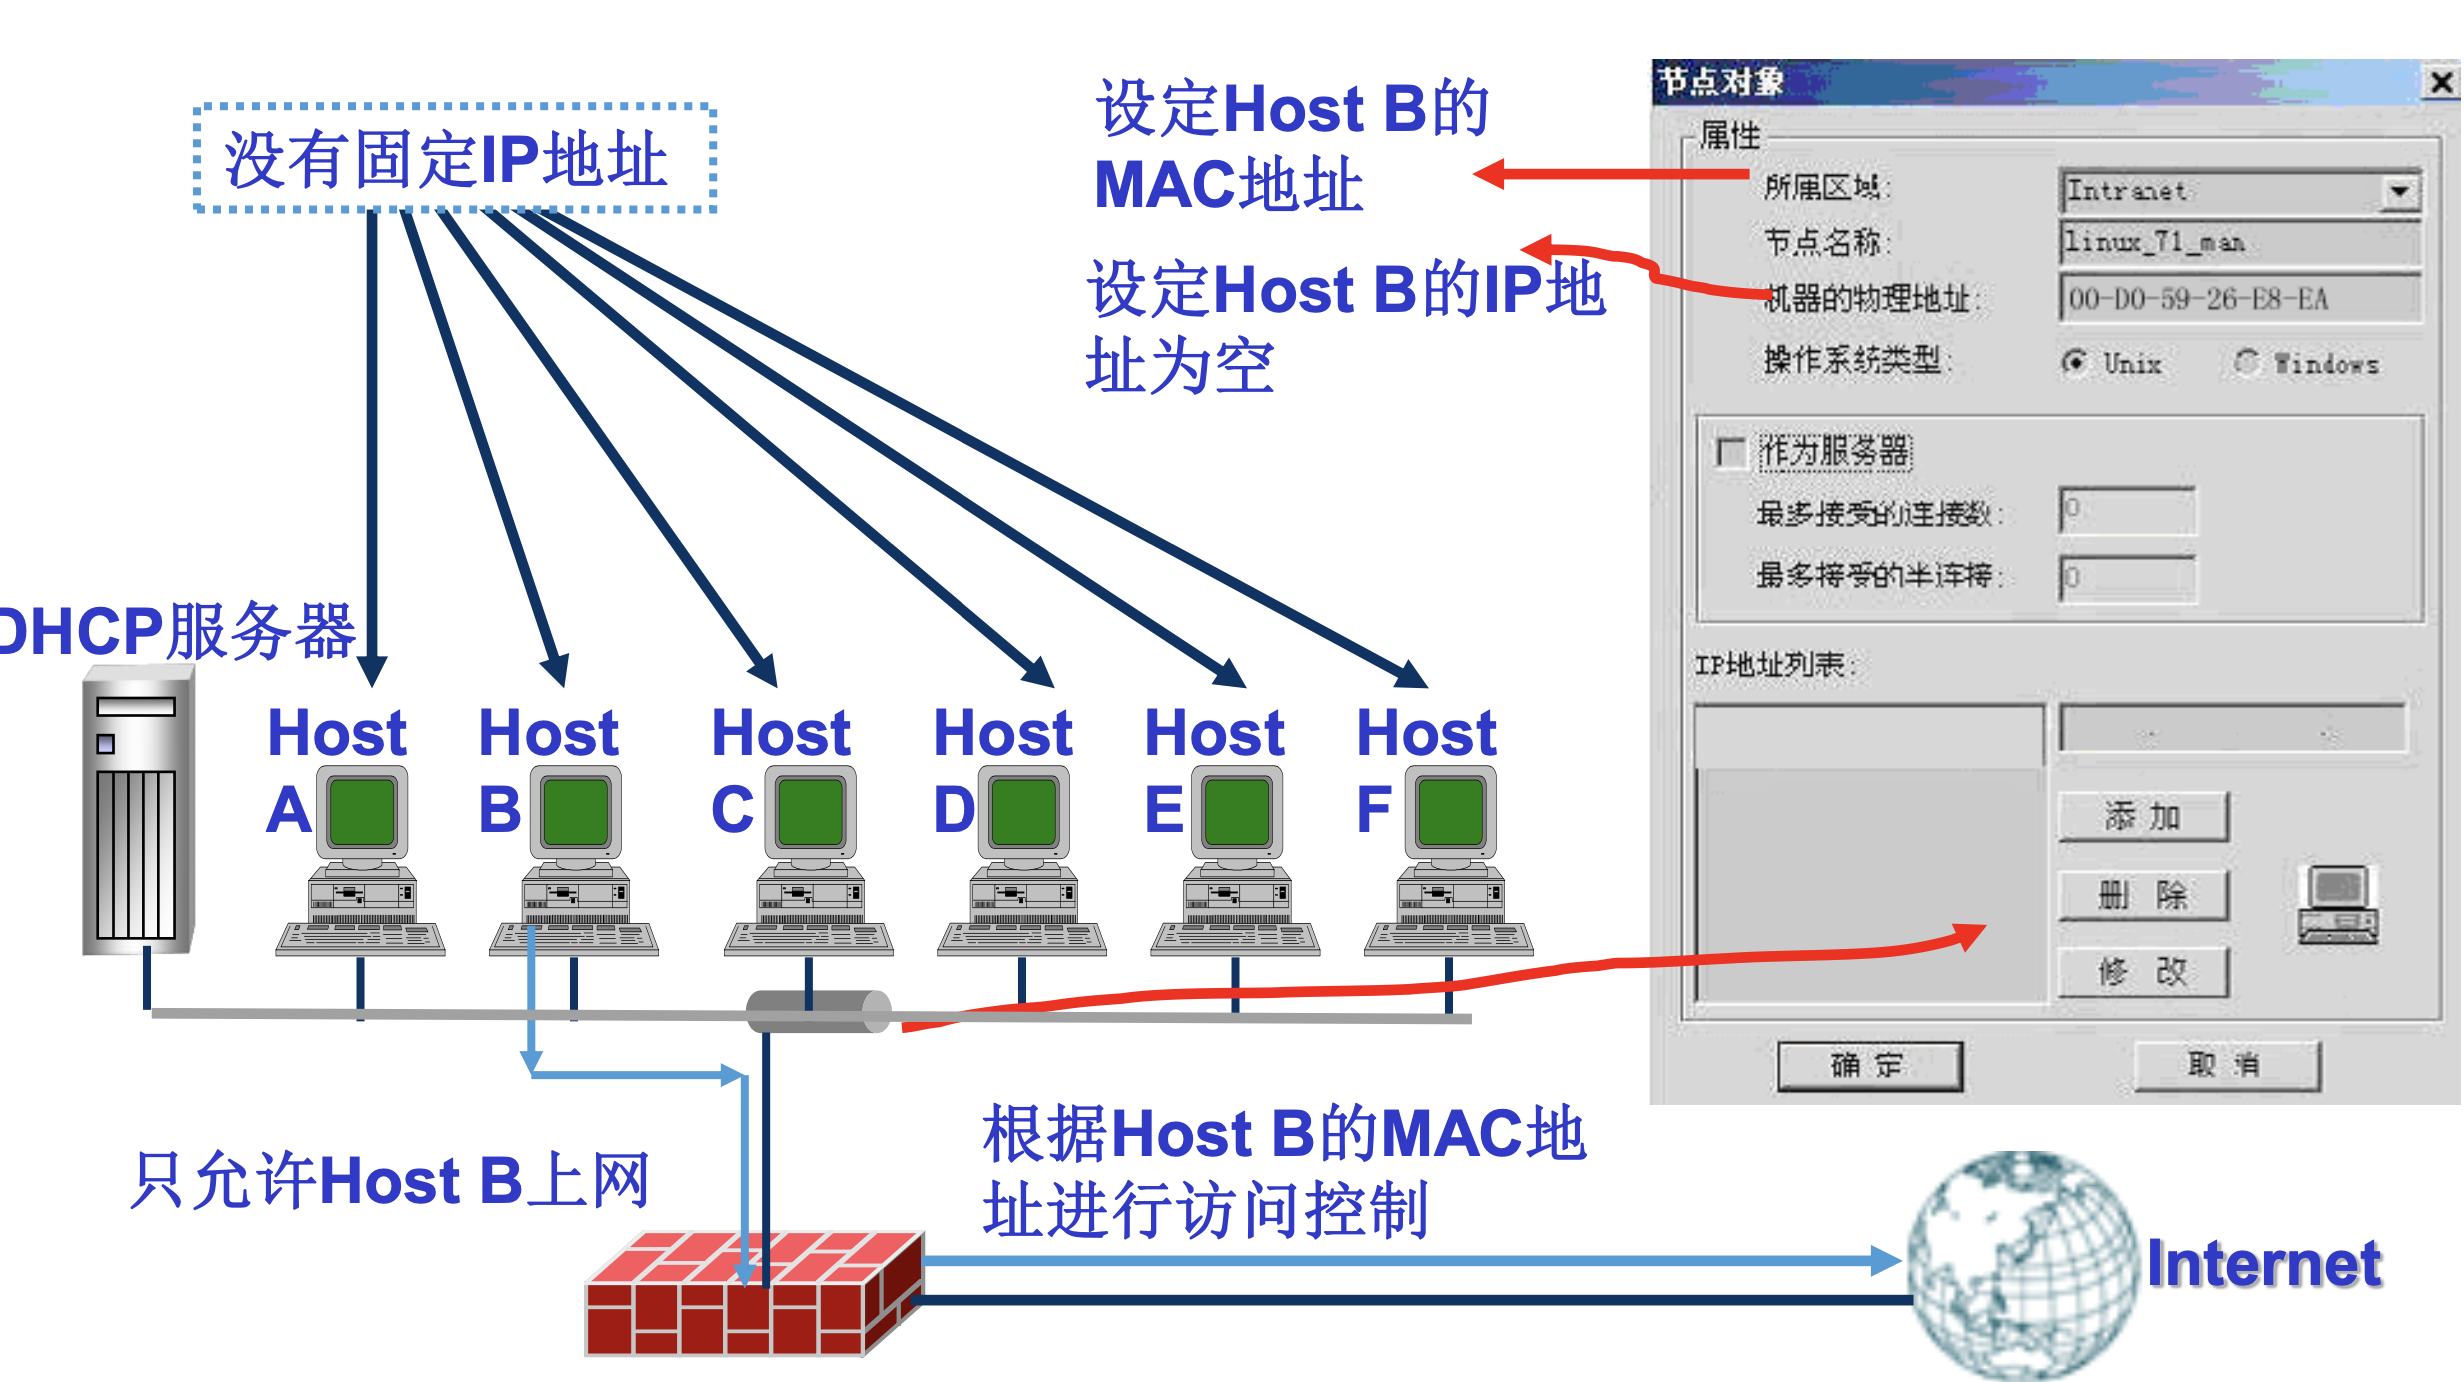 没有固定IP地址
设定Host B的
MAC地址
设定Host B的IP地
址为空
DHCP服务器
Host
A
Host
B
Host
C
Host
D
Host
E
Host
F
只允许Host B上网
根据Host B的MAC地
址进行访问控制
Internet
节点对象
属性
所属区域: Intranet
节点名称: linux_71_man
机器的物理地址: 00-D0-59-26-E8-EA
操作系统类型: Unix Windows
作为服务器
最多接受的连接数: 0
最多接受的半连接: 0
IP地址列表:
添加
删除
修改
确定 取消